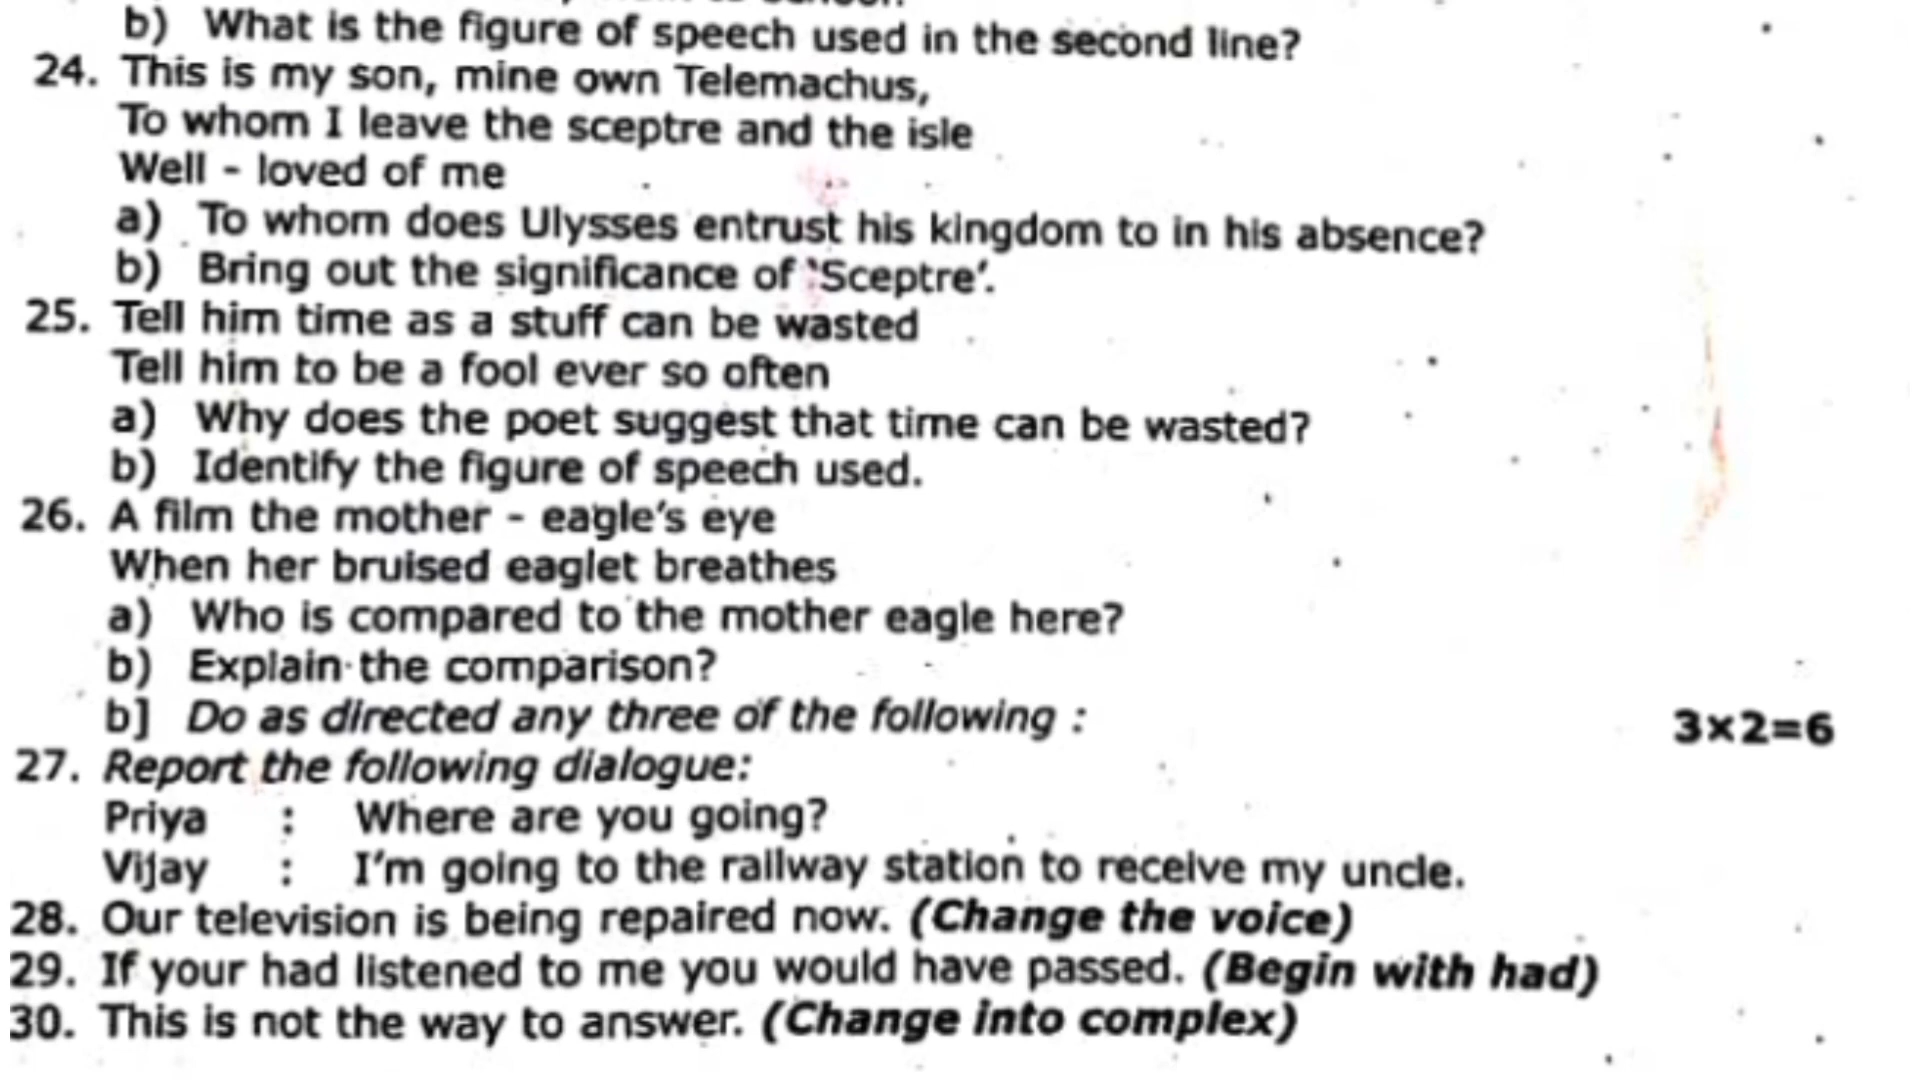 b) What is the figure of speech used in the second line?
24. This is my son, mine own Telemachus,
To whom I leave the sceptre and the isle
Well - loved of me
a) To whom does Ulysses entrust his kingdom to in his absence?
b) Bring out the significance of 'Sceptre'.
25. Tell him time as a stuff can be wasted
Tell him to be a fool ever so often
a) Why does the poet suggest that time can be wasted?
b) Identify the figure of speech used.
26. A film the mother - eagle's eye
When her bruised eaglet breathes
a) Who is compared to the mother eagle here?
b) Explain the comparison?
b] Do as directed any three of the following : 3×2=6
27. Report the following dialogue:
Priya : Where are you going?
Vijay : I'm going to the railway station to receive my uncle.
28. Our television is being repaired now. (Change the voice)
29. If your had listened to me you would have passed. (Begin with had)
30. This is not the way to answer. (Change into complex)